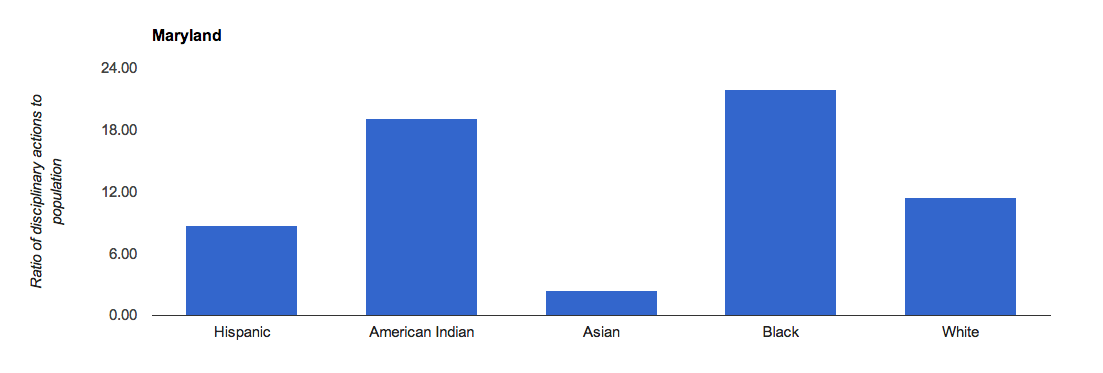 Maryland
Ratio of disciplinary actions to
population
24.00
18.00
12.00
6.00
0.00
Hispanic
American Indian
Asian
Black
White